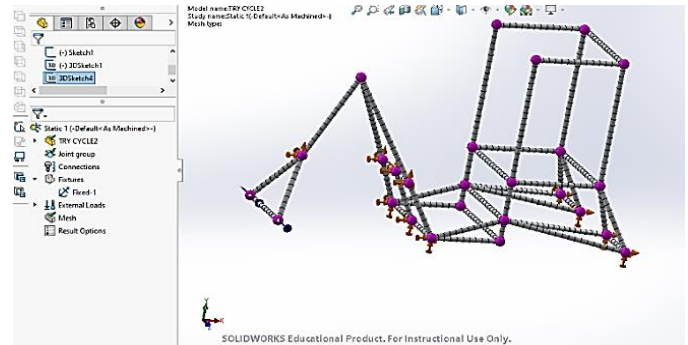 Model name:TRY CYCLE2
Study name:Static 1(-Default<As Machined>-)
Mesh type:
(-) Sketch1
(-) 3DSketch1
3DSketch4
Static 1 (-Default<As Machined>-)
TRY CYCLE2
Joint group
Connections
Fixtures
Fixed-1
External Loads
Mesh
Result Options
SOLIDWORKS Educational Product. For Instructional Use Only.